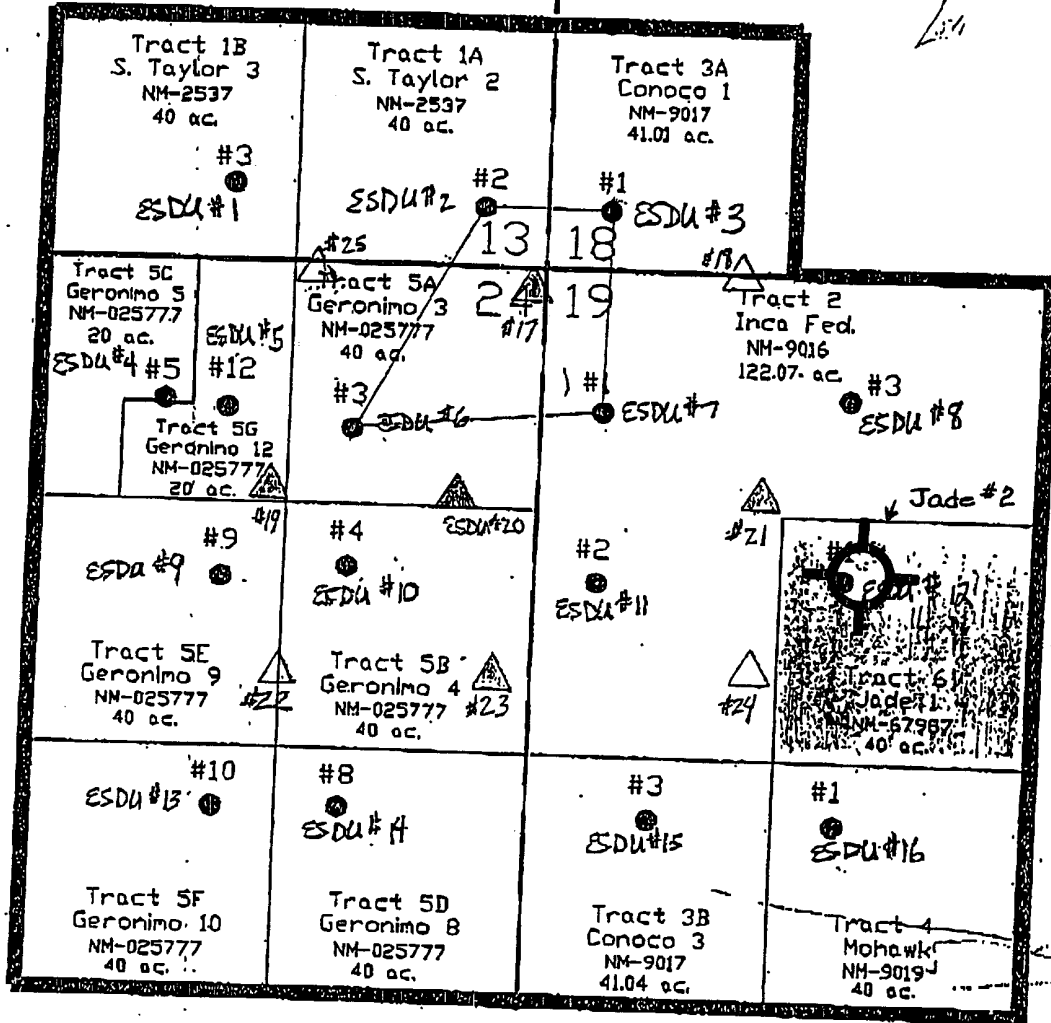 Tract 1B
S. Taylor 3
NM-2537
40 ac.
#3
ESDU #1
Tract 1A
S. Taylor 2
NM-2537
40 ac.
#2
ESDU #2
13
Tract 3A
Conoco 1
NM-9017
41.01 ac.
#1
ESDU #3
18
#25
#18
Tract 5C
Geronimo 5
NM-025777
20 ac.
ESDU #4 #5
ESDU #5
#12
Tract 5G
Geronimo 12
NM-025777
20 ac.
#19
Tract 5A
Geronimo 3
NM-025777
40 ac.
24
#17
#3
ESDU #6
19
Tract 2
Inca Fed.
NM-9016
122.07 ac.
ESDU #7
#3
ESDU #8
#9
ESDU #9
Tract 5E
Geronimo 9
NM-025777
40 ac.
#22
#4
ESDU #10
ESDU #20
Tract 5B
Geronimo 4
NM-025777
40 ac.
#23
#2
ESDU #11
#21
#24
Jade #2
ESDU #12
Tract 6
Jade 1
NM-67987
40 ac.
#10
ESDU #13
Tract 5F
Geronimo 10
NM-025777
40 ac.
#8
ESDU #14
Tract 5D
Geronimo 8
NM-025777
40 ac.
#3
ESDU #15
Tract 3B
Conoco 3
NM-9017
41.04 ac.
#1
ESDU #16
Tract 4
Mohawk
NM-9019
40 ac.